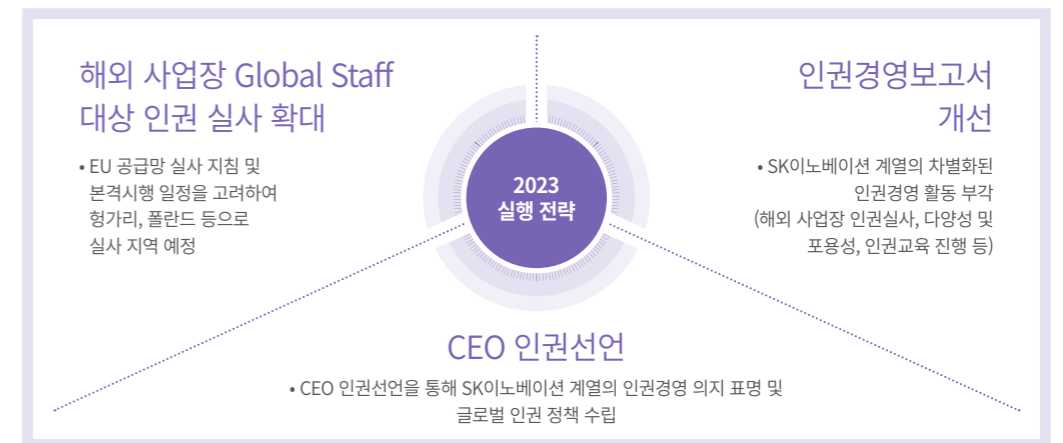 해외 사업장 Global Staff
대상 인권 실사 확대
• EU 공급망 실사 지침 및
본격시행 일정을 고려하여
헝가리, 폴란드 등으로
실사 지역 예정
2023
실행 전략
인권경영보고서
개선
• SK이노베이션 계열의 차별화된
인권경영 활동 부각
(해외 사업장 인권실사, 다양성 및
포용성, 인권교육 진행 등)
CEO 인권선언
• CEO 인권선언을 통해 SK이노베이션 계열의 인권경영 의지 표명 및
글로벌 인권 정책 수립